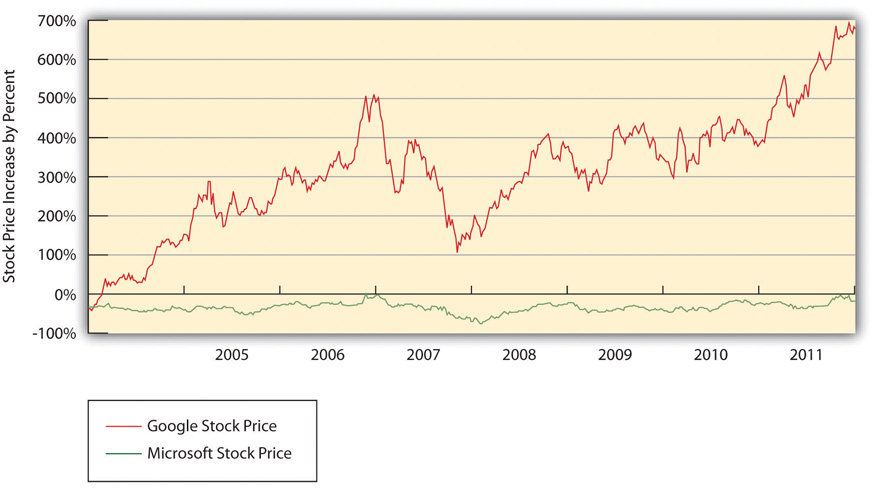 Stock Price Increase by Percent
700%
600%
500%
400%
300%
200%
100%
0%
-100%
2005 2006 2007 2008 2009 2010 2011
Google Stock Price
Microsoft Stock Price